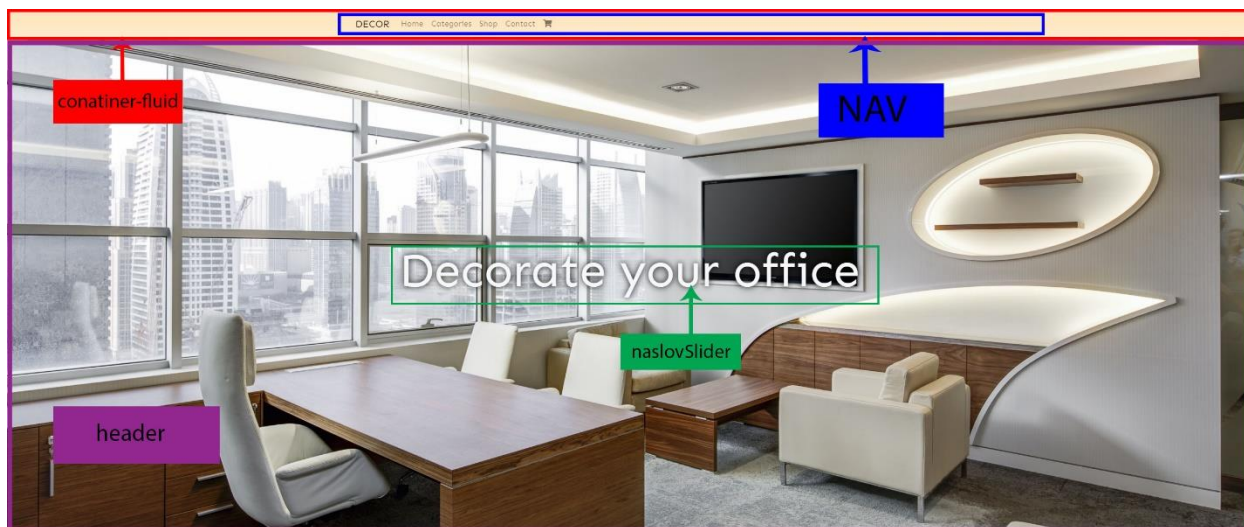 DECOR Home Categories Shop Contact
conatiner-fluid
NAV
Decorate your office
naslovSlider
header